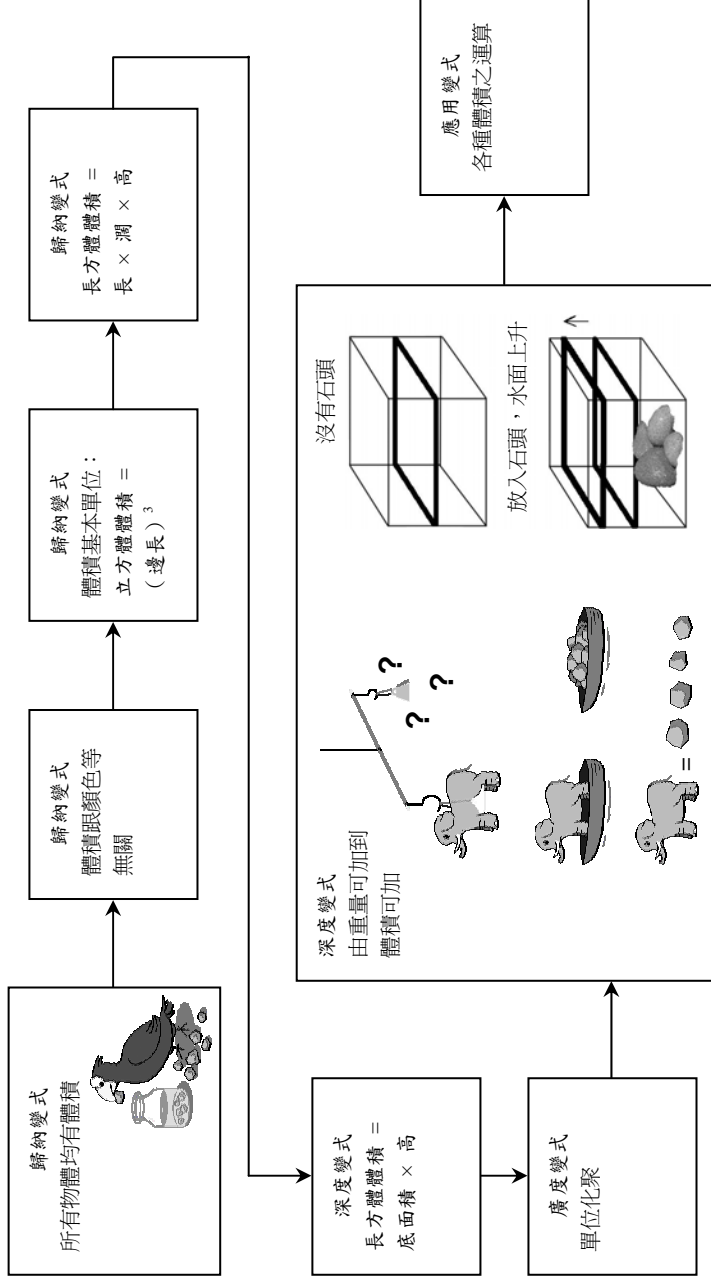 歸納變式
所有物體均有體積
歸納變式
體積跟顏色等
無關
歸納變式
體積基本單位：
立方體體積 =
（邊長）³
歸納變式
長方體體積 =
長 × 濶 × 高
深度變式
長方體體積 =
底面積 × 高
廣度變式
單位化聚
深度變式
由重量可加到
體積可加
?
?
?
=
沒有石頭
放入石頭，水面上升
應用變式
各種體積之運算